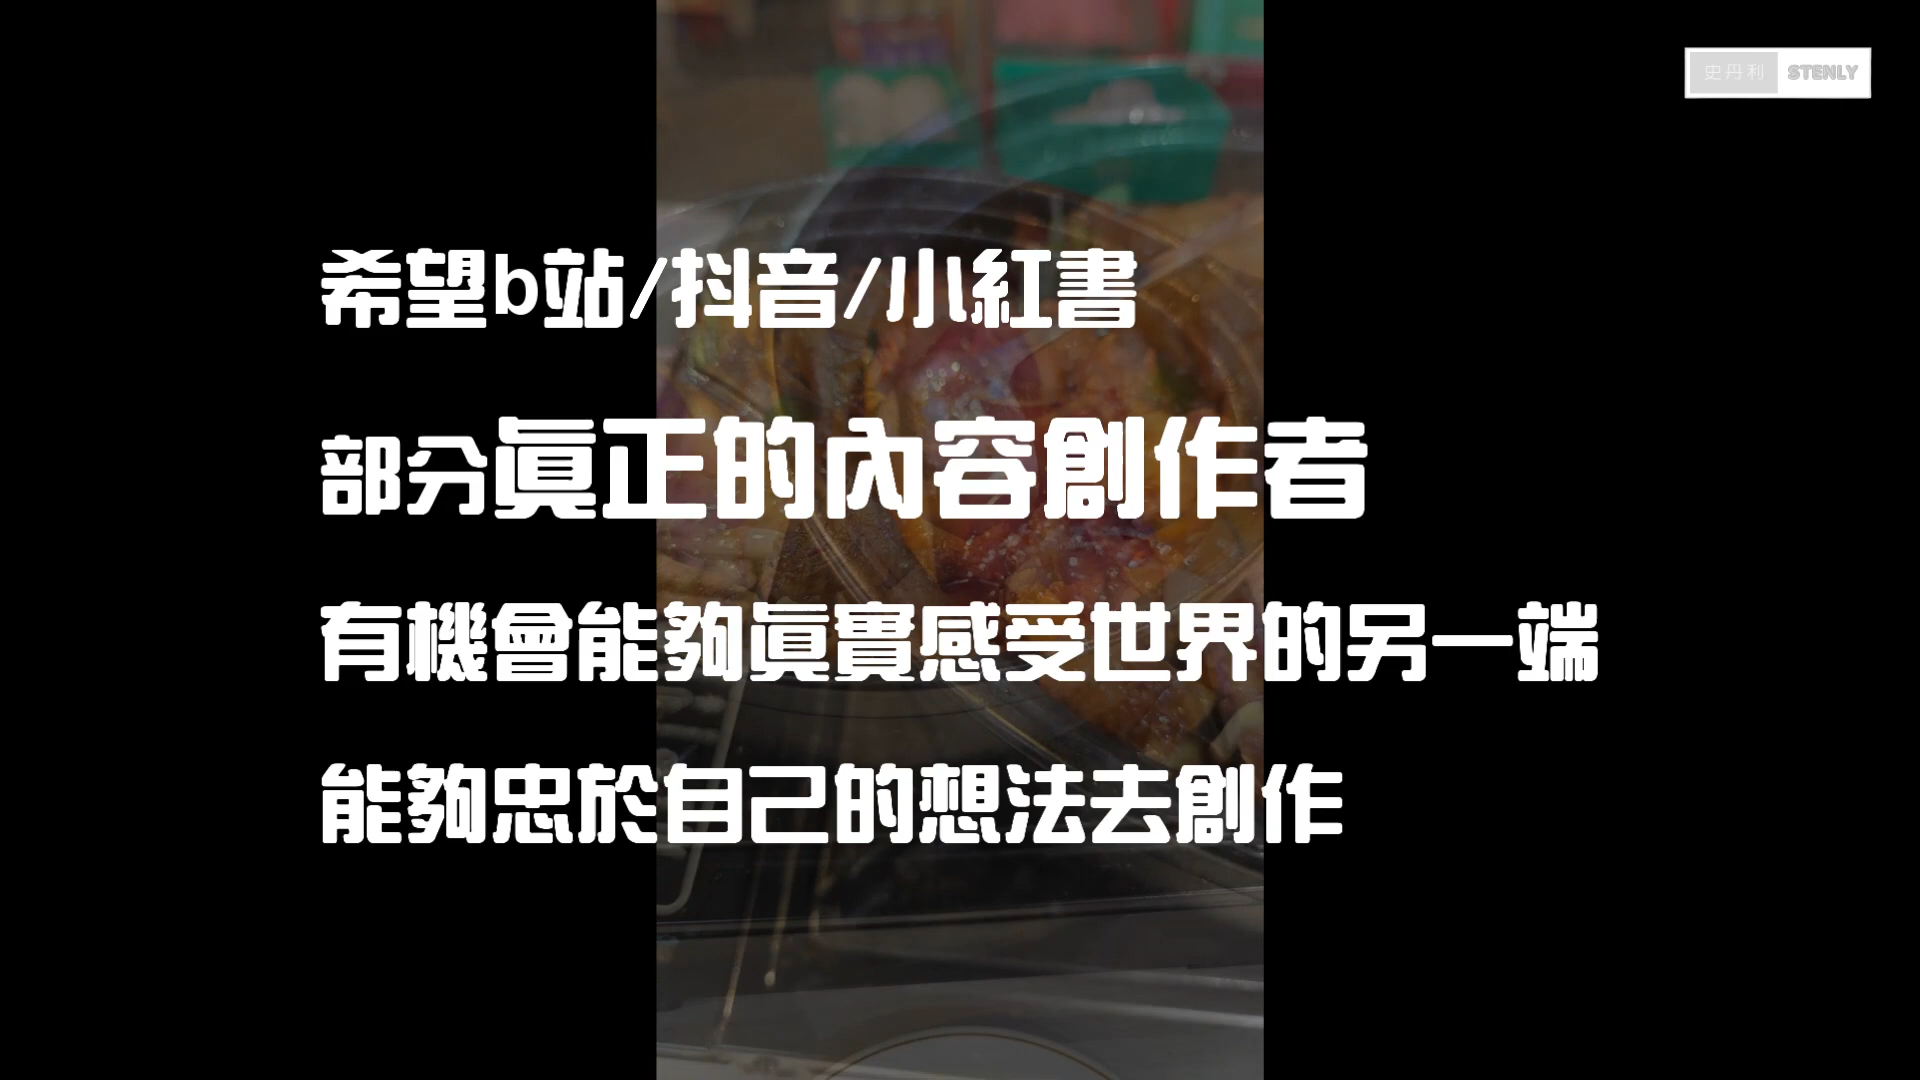 史丹利 STENLY
希望b站/抖音/小紅書
部分眞正的內容創作者
有機會能夠眞實感受世界的另一端
能夠忠於自己的想法去創作